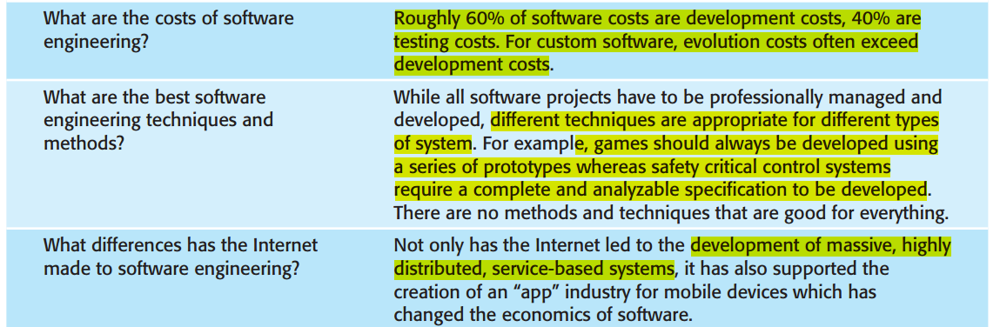 What are the costs of software
engineering?
Roughly 60% of software costs are development costs, 40% are
testing costs. For custom software, evolution costs often exceed
development costs.
What are the best software
engineering techniques and
methods?
While all software projects have to be professionally managed and
developed, different techniques are appropriate for different types
of system. For example, games should always be developed using
a series of prototypes whereas safety critical control systems
require a complete and analyzable specification to be developed.
There are no methods and techniques that are good for everything.
What differences has the Internet
made to software engineering?
Not only has the Internet led to the development of massive, highly
distributed, service-based systems, it has also supported the
creation of an “app” industry for mobile devices which has
changed the economics of software.